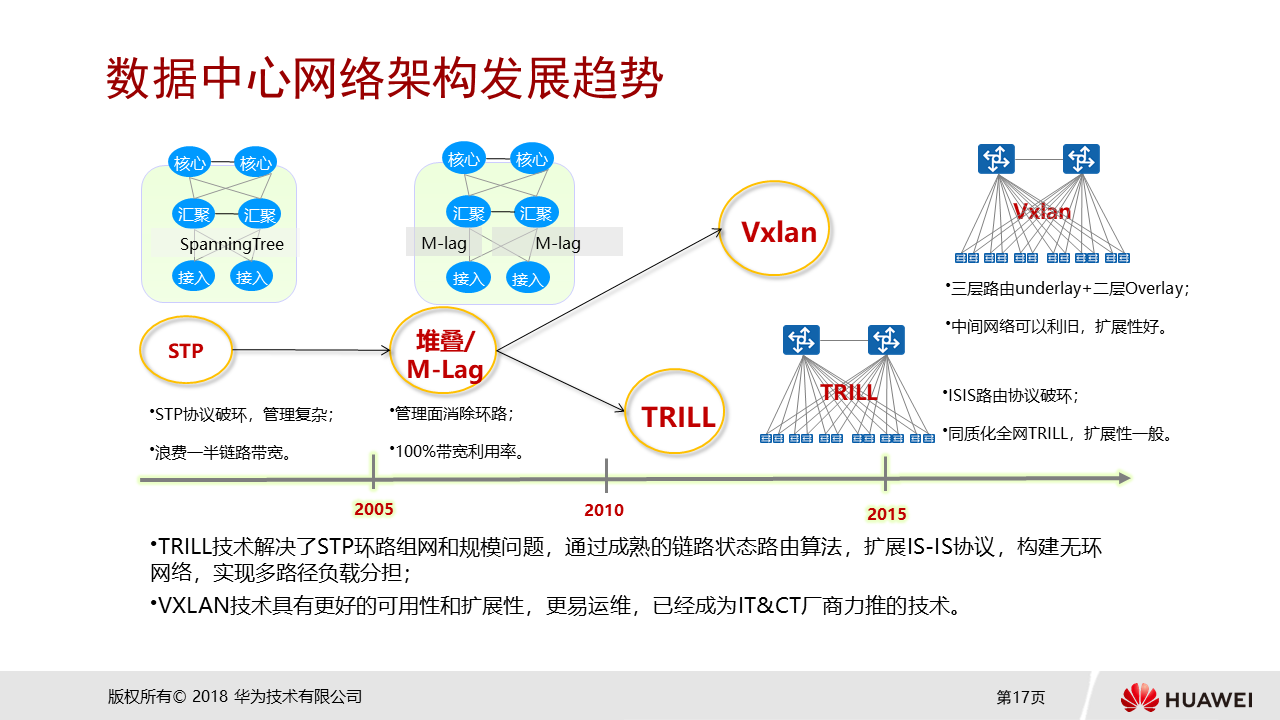 数据中心网络架构发展趋势
核心 核心
汇聚 汇聚
SpanningTree
接入 接入
核心 核心
汇聚 汇聚
M-lag M-lag
接入 接入
Vxlan
Vxlan
•三层路由underlay+二层Overlay；
•中间网络可以利旧，扩展性好。
STP
堆叠/
M-Lag
TRILL
TRILL
•ISIS路由协议破环；
•同质化全网TRILL，扩展性一般。
•STP协议破环，管理复杂；
•浪费一半链路带宽。
•管理面消除环路；
•100%带宽利用率。
2005 2010 2015
•TRILL技术解决了STP环路组网和规模问题，通过成熟的链路状态路由算法，扩展IS-IS协议，构建无环
网络，实现多路径负载分担；
•VXLAN技术具有更好的可用性和扩展性，更易运维，已经成为IT&CT厂商力推的技术。
版权所有© 2018 华为技术有限公司
第17页
HUAWEI